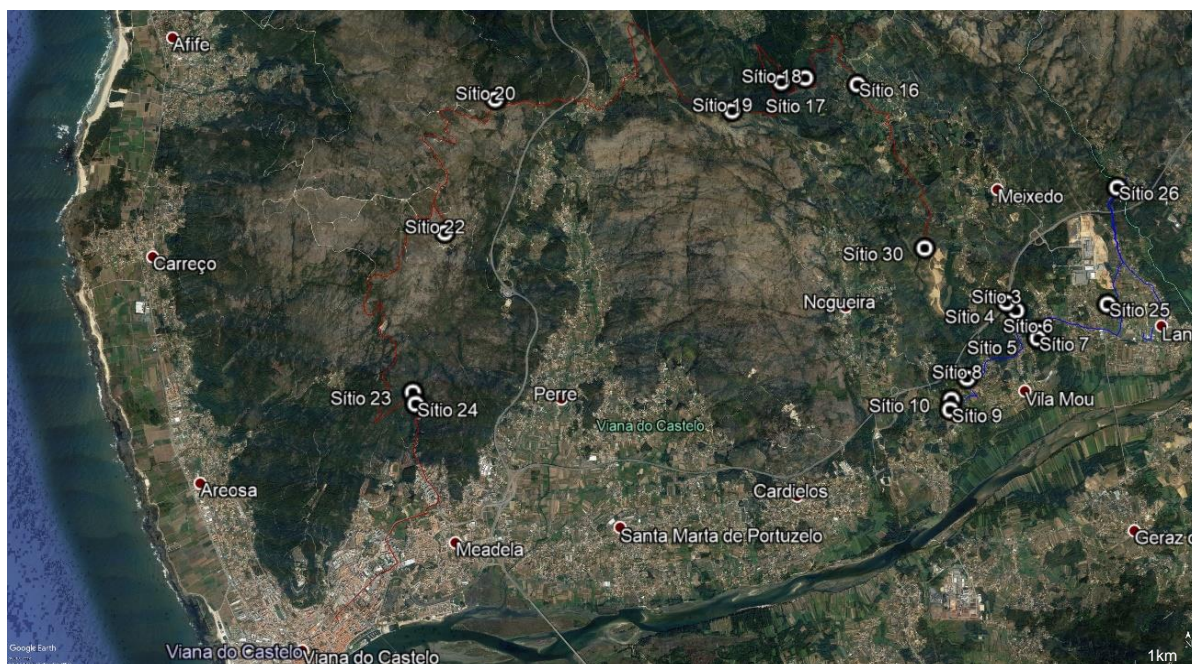 Afife
Sítio 20
Sítio 18
Sítio 16
Sítio 19
Sítio 17
Meixedo
Sítio 26
Sítio 22
Carreço
Sítio 30
Nogueira
Sítio 3
Sítio 4
Sítio 25
Sítio 6
Lan
Sítio 5
Sítio 7
Sítio 8
Sítio 23
Perre
Vila Mou
Sítio 24
Sítio 10
Sítio 9
Viana do Castelo
Areosa
Cardielos
Santa Marta de Portuzelo
Meadela
Geraz d
Google Earth
Viana do Castelo
Viana do Castelo
1km